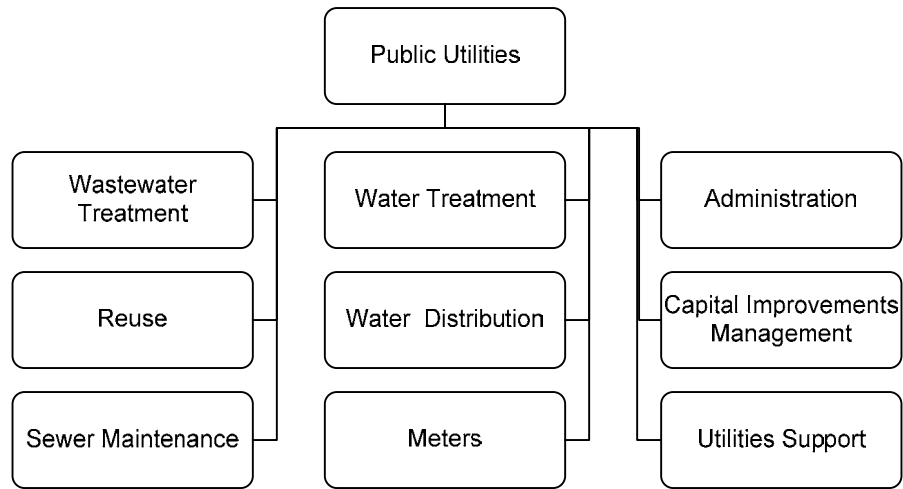 Public Utilities
Wastewater
Treatment
Water Treatment
Administration
Reuse
Water Distribution
Capital Improvements
Management
Sewer Maintenance
Meters
Utilities Support